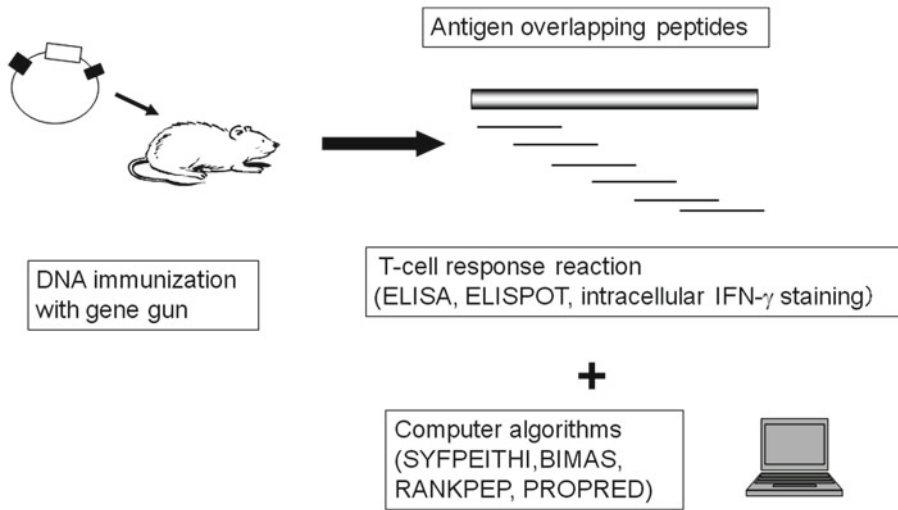 Antigen overlapping peptides
DNA immunization
with gene gun
T-cell response reaction
(ELISA, ELISPOT, intracellular IFN-γ staining)
+
Computer algorithms
(SYFPEITHI,BIMAS,
RANKPEP, PROPRED)